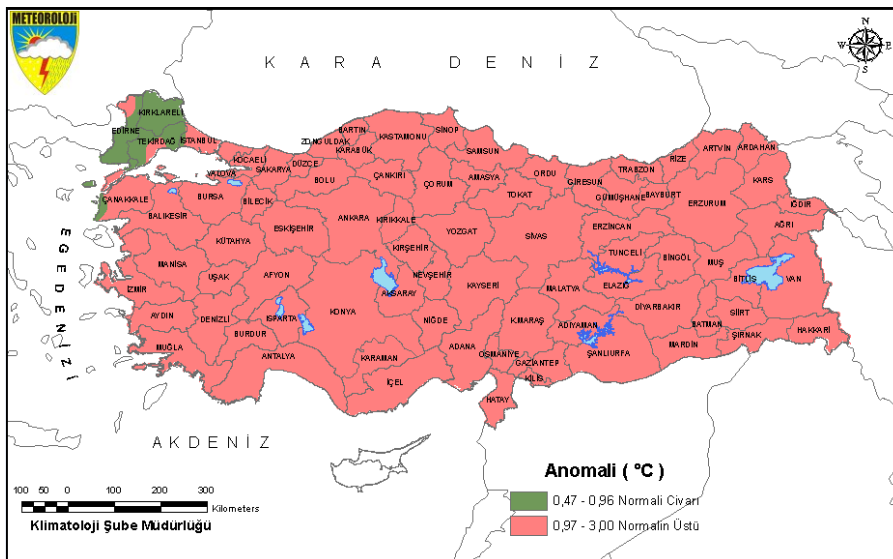 METEOROLOJİ
N
W E
S
KARA DENİZ
KIRKLARELİ
EDİRNE
TEKİRDAĞ
İSTANBUL
KOCAELİ
YALOVA
SAKARYA
DÜZCE
ZONGULDAK
BARTIN
KARABÜK
KASTAMONU
SİNOP
SAMSUN
ORDU
GİRESUN
TRABZON
RİZE
ARTVİN
ARDAHAN
KARS
IĞDIR
AĞRI
ÇANAKKALE
BALIKESİR
BURSA
BİLECİK
BOLU
ÇANKIRI
ÇORUM
AMASYA
TOKAT
GÜMÜŞHANE
BAYBURT
ERZURUM
ERZİNCAN
ESKİŞEHİR
ANKARA
KIRIKKALE
YOZGAT
SİVAS
KÜTAHYA
KIRŞEHİR
TUNCELİ
BİNGÖL
MUŞ
BİTLİS
VAN
MANİSA
UŞAK
AFYON
NEVŞEHİR
KAYSERİ
MALATYA
ELAZIĞ
İZMİR
AKSARAY
DİYARBAKIR
SİİRT
AYDIN
DENİZLİ
ISPARTA
KONYA
NİĞDE
K.MARAŞ
ADIYAMAN
BATMAN
ŞIRNAK
HAKKARİ
MUĞLA
BURDUR
ANTALYA
KARAMAN
ADANA
OSMANİYE
GAZİANTEP
ŞANLIURFA
MARDİN
İÇEL
KİLİS
HATAY
EGE DENİZİ
AKDENİZ
100 50 0 100 200 300
Kilometers
Klimatoloji Şube Müdürlüğü
Anomali ( °C )
0,47 - 0,96 Normali Civarı
0,97 - 3,00 Normalin Üstü